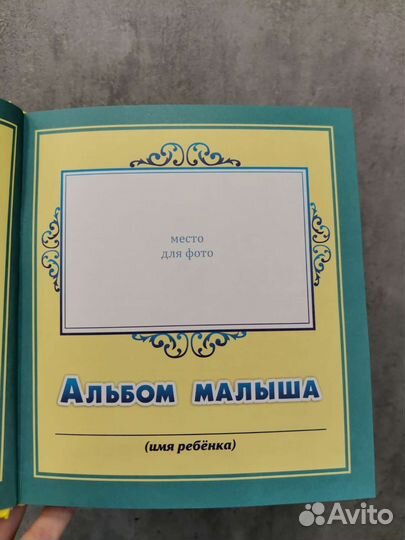 место
для фото
АЛЬБОМ МАЛЫША
(имя ребёнка)
Avito